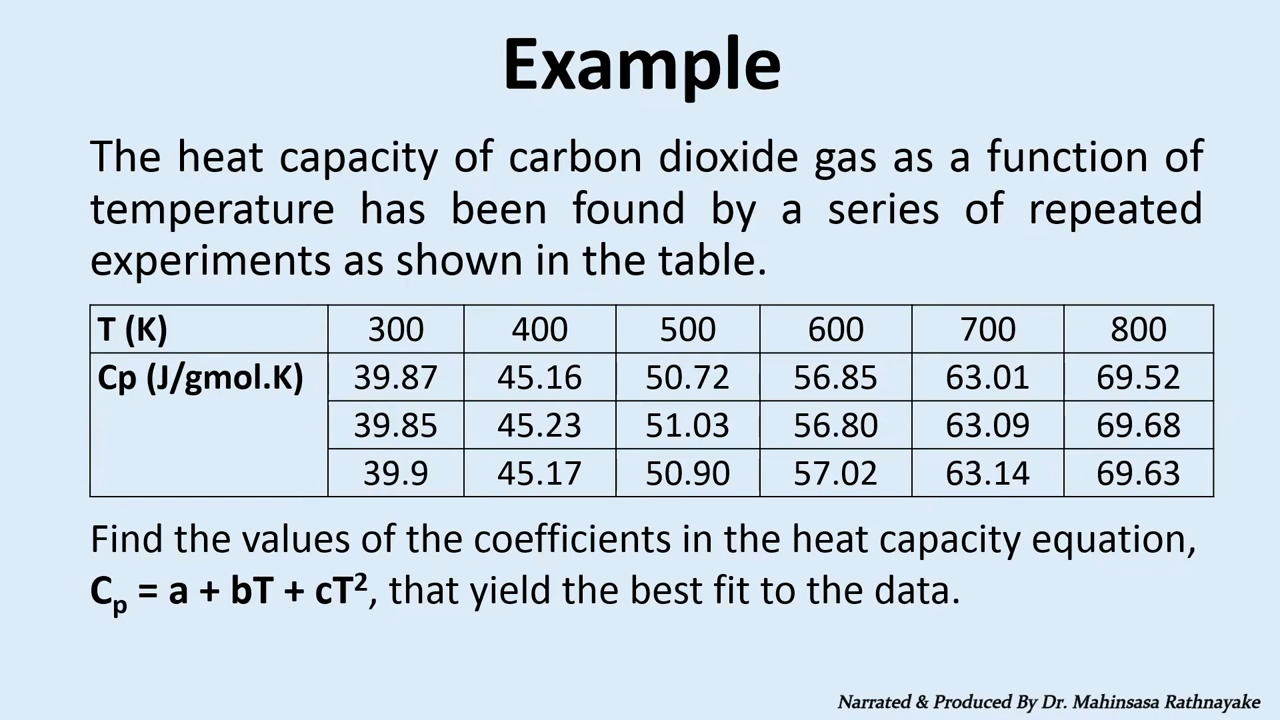 Example
The heat capacity of carbon dioxide gas as a function of
temperature has been found by a series of repeated
experiments as shown in the table.
T (K) 300 400 500 600 700 800
Cp (J/gmol.K) 39.87 45.16 50.72 56.85 63.01 69.52
39.85 45.23 51.03 56.80 63.09 69.68
39.9 45.17 50.90 57.02 63.14 69.63
Find the values of the coefficients in the heat capacity equation,
Cₚ = a + bT + cT², that yield the best fit to the data.
Narrated & Produced By Dr. Mahinsasa Rathnayake